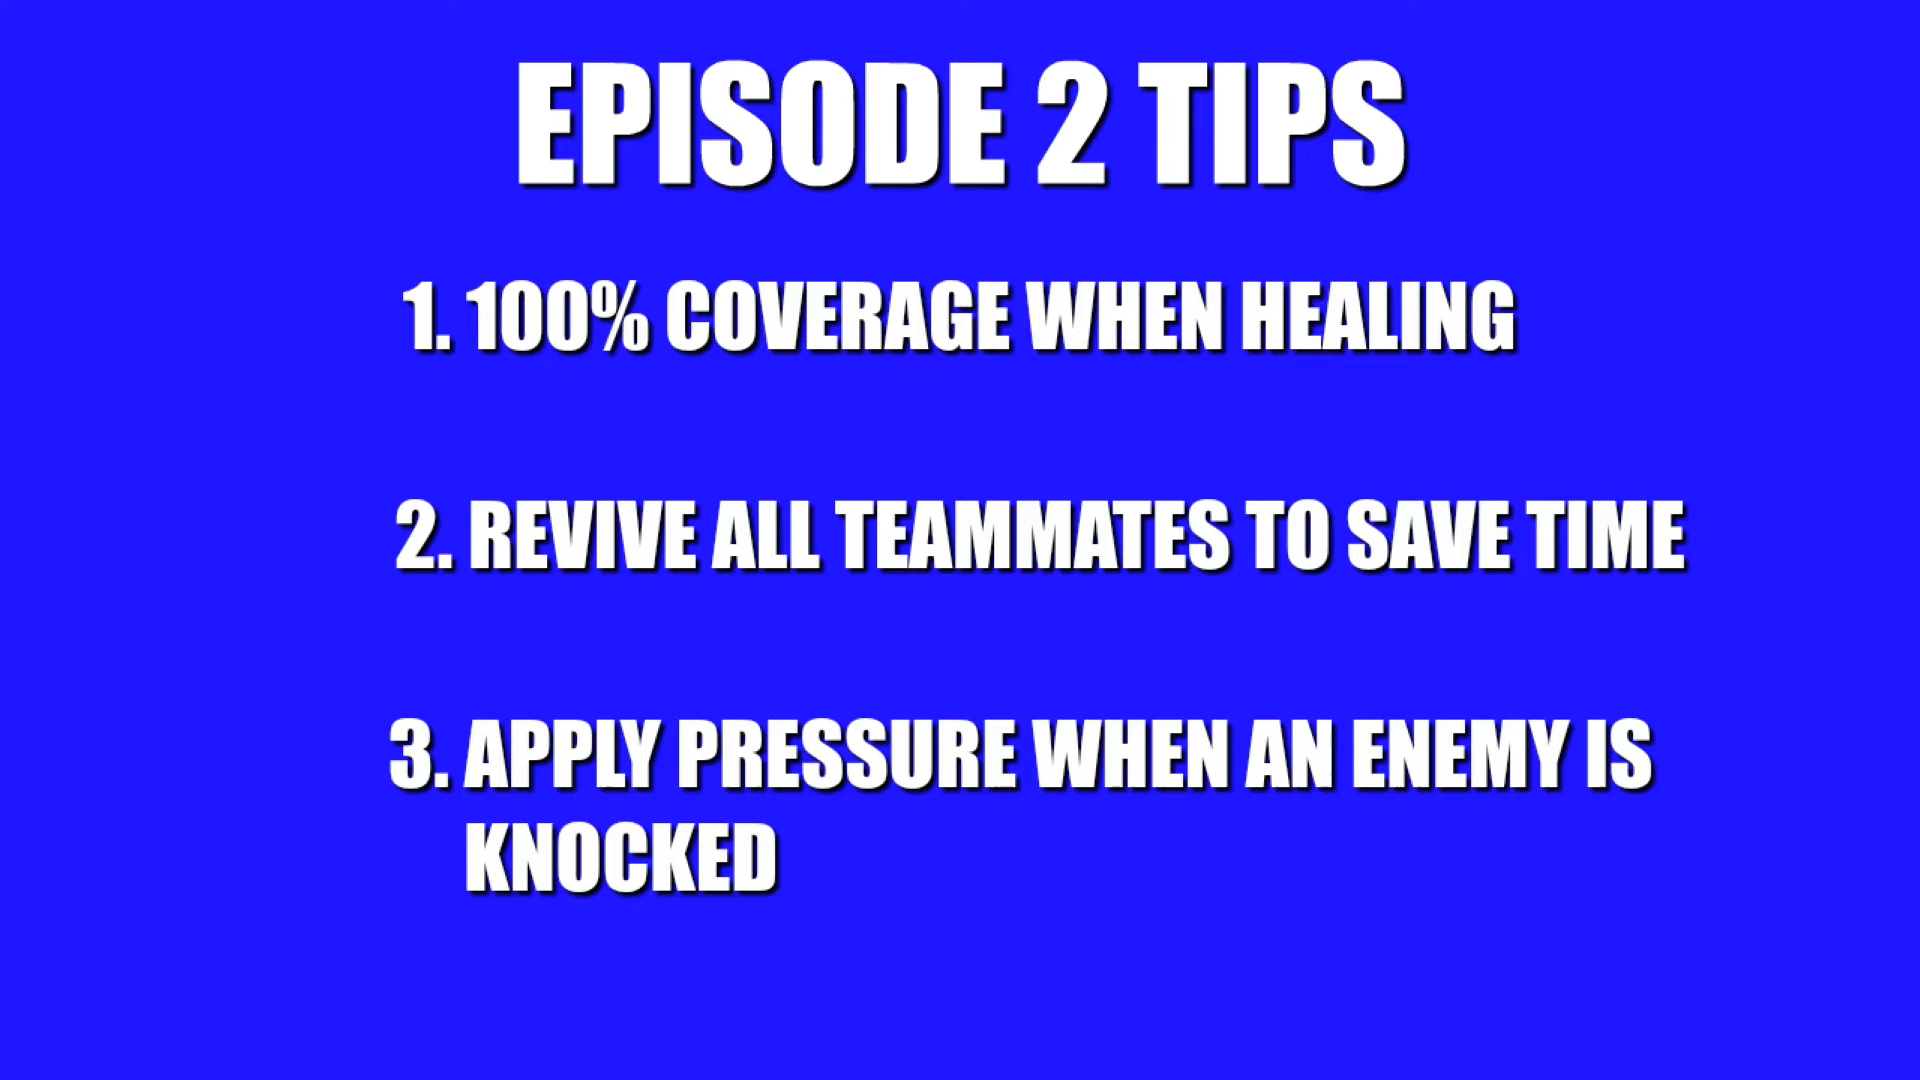 EPISODE 2 TIPS
1. 100% COVERAGE WHEN HEALING
2. REVIVE ALL TEAMMATES TO SAVE TIME
3. APPLY PRESSURE WHEN AN ENEMY IS
KNOCKED